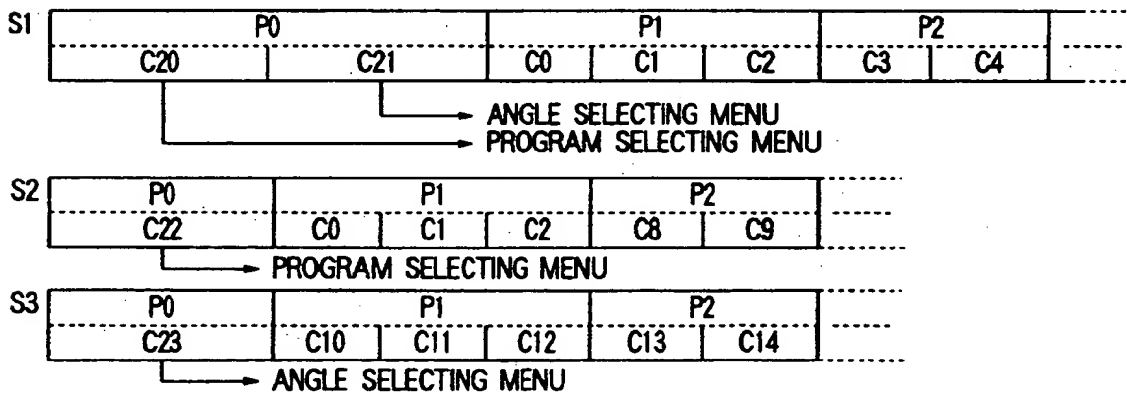 S1 P0 P1 P2
C20 C21 C0 C1 C2 C3 C4
ANGLE SELECTING MENU
PROGRAM SELECTING MENU
S2 P0 P1 P2
C22 C0 C1 C2 C8 C9
PROGRAM SELECTING MENU
S3 P0 P1 P2
C23 C10 C11 C12 C13 C14
ANGLE SELECTING MENU